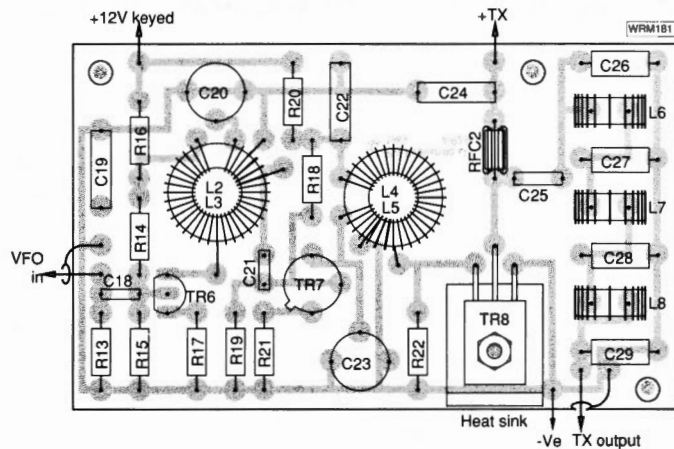 +12V keyed
+TX
WRM181
C26
C20
R20
C22
C24
L6
R16
RFC2
C19
C27
R18
C25
L2
L3
L4
L5
L7
R14
VFO
in
C28
C18
C21
TR6
TR7
L8
TR8
R13
R15
R17
R19
R21
C23
R22
C29
Heat sink
-Ve
TX output